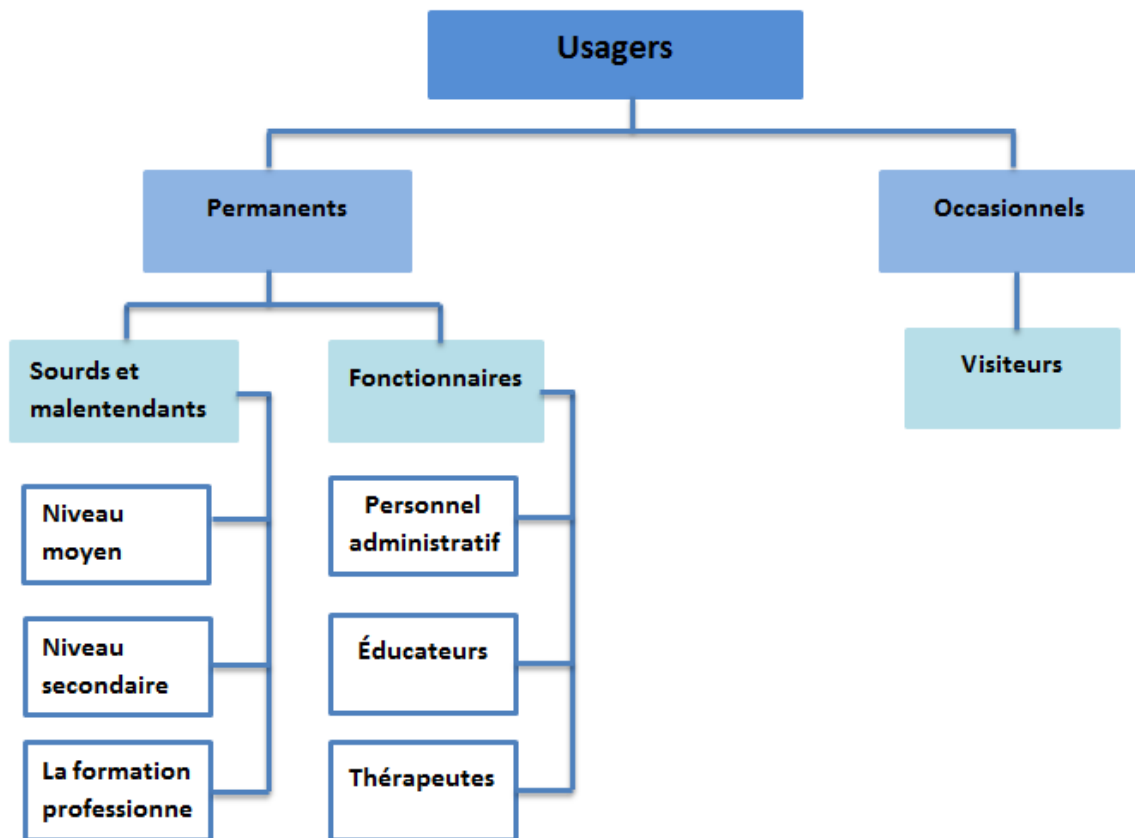 Usagers
Permanents
Occasionnels
Sourds et
malentendants
Fonctionnaires
Visiteurs
Niveau
moyen
Personnel
administratif
Niveau
secondaire
Éducateurs
La formation
professionne
Thérapeutes